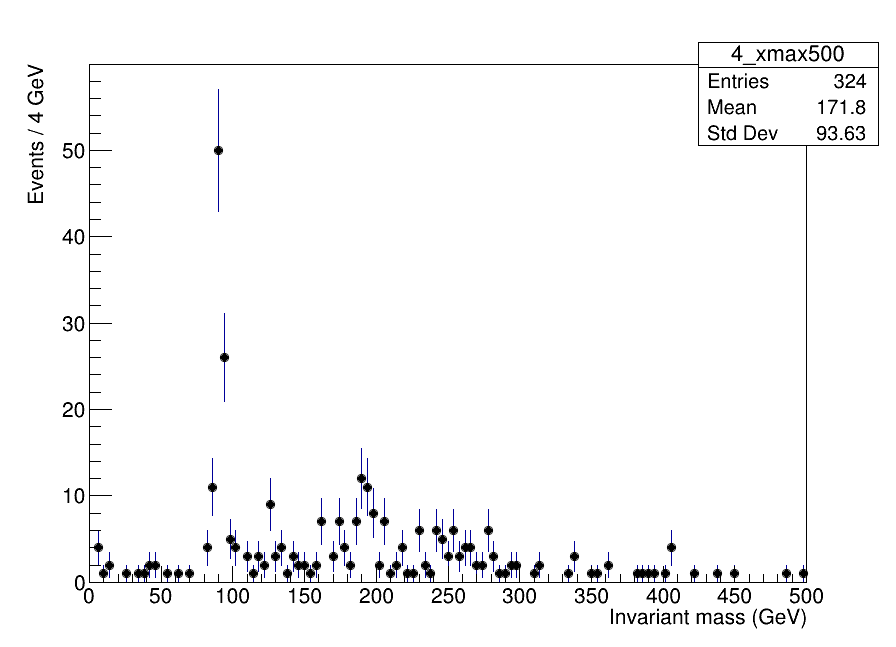 4_xmax500
Entries 324
Mean 171.8
Std Dev 93.63
Events / 4 GeV
50
40
30
20
10
0
0 50 100 150 200 250 300 350 400 450 500
Invariant mass (GeV)